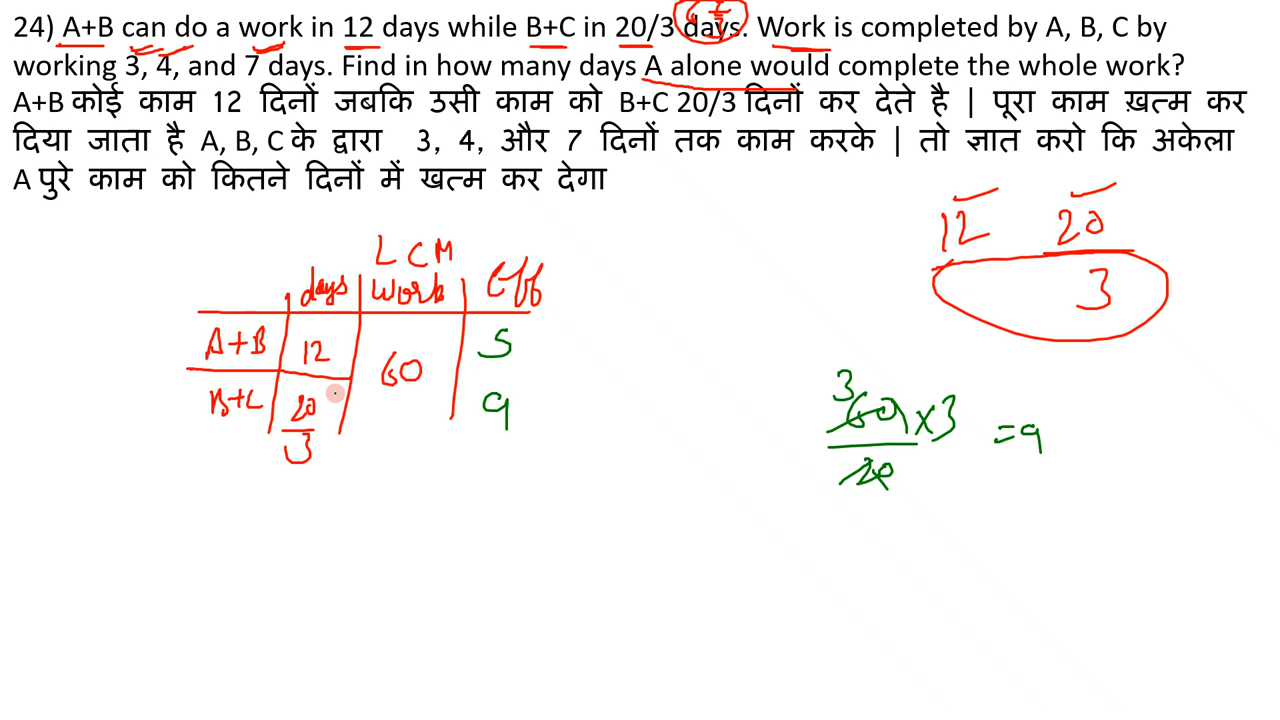 24) A+B can do a work in 12 days while B+C in 20/3 days. Work is completed by A, B, C by
working 3, 4, and 7 days. Find in how many days A alone would complete the whole work?
A+B कोई काम 12 दिनों जबकि उसी काम को B+C 20/3 दिनों कर देते है | पूरा काम ख़त्म कर
दिया जाता है A, B, C के द्वारा 3, 4, और 7 दिनों तक काम करके | तो ज्ञात करो कि अकेला
A पुरे काम को कितने दिनों में खत्म कर देगा
12 20
3
LCM
days work Eff
A+B 12 60 5
B+C 20 9
3
3
60 x 3 = 9
20